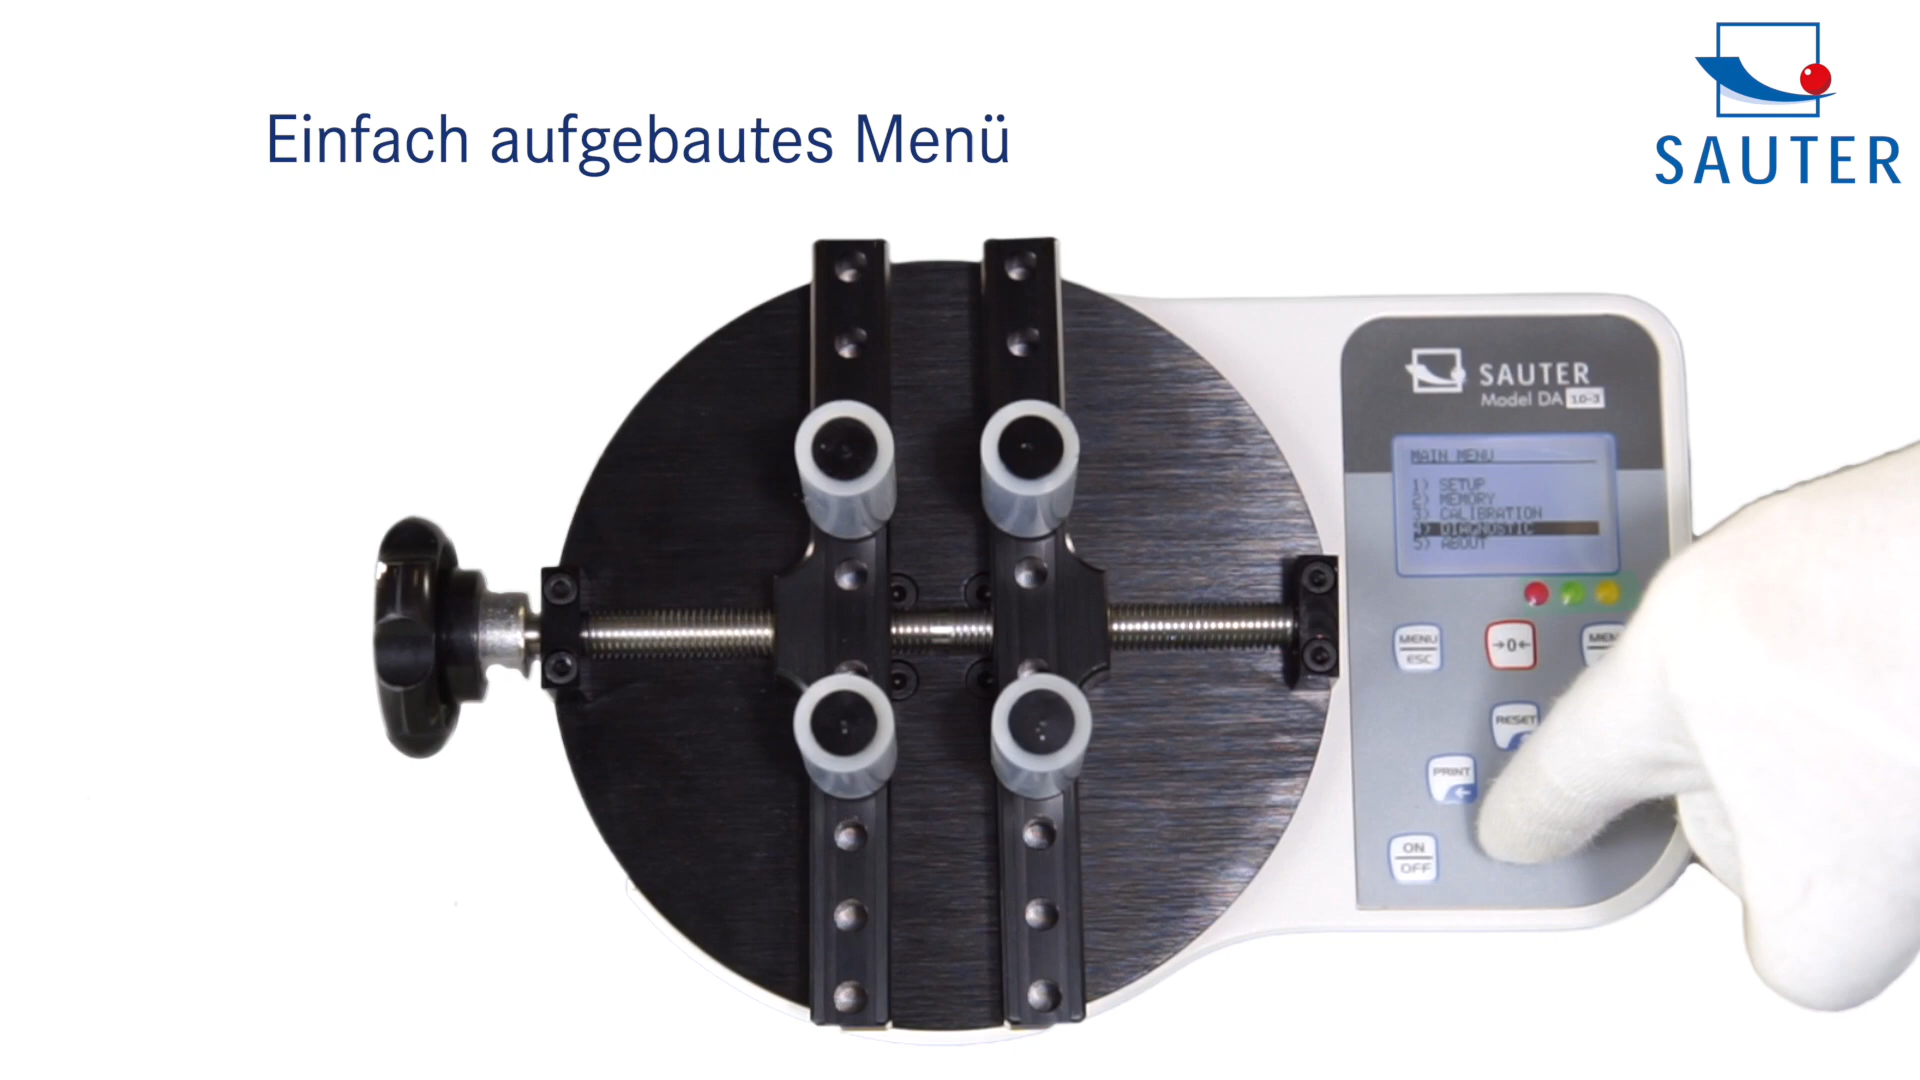 Einfach aufgebautes Menü
SAUTER
SAUTER
Model DA 10-3
MAIN MENU
1) SETUP
2) MEMORY
3) CALIBRATION
4) DIAGNOSTIC
5) ABOUT
MENU
ESC
→0←
RESET
PRINT
ON
OFF